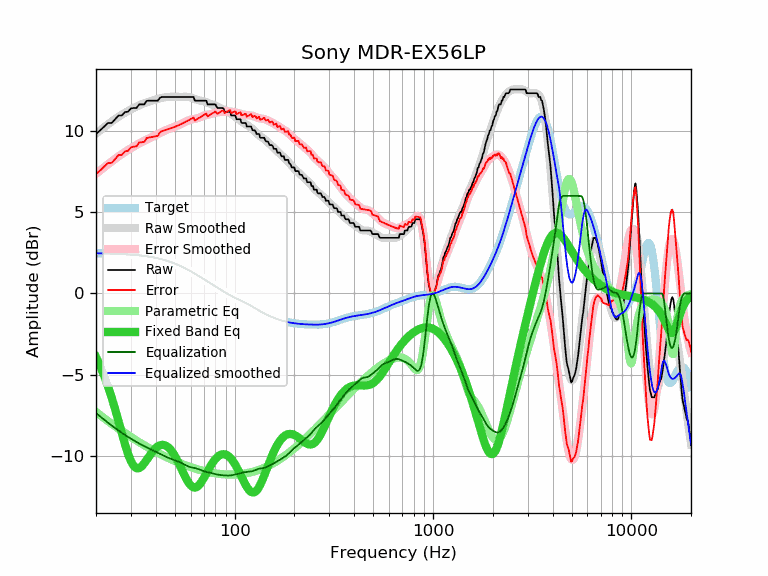 Sony MDR-EX56LP
Amplitude (dBr)
10
5
0
−5
−10
Target
Raw Smoothed
Error Smoothed
Raw
Error
Parametric Eq
Fixed Band Eq
Equalization
Equalized smoothed
100
1000
10000
Frequency (Hz)